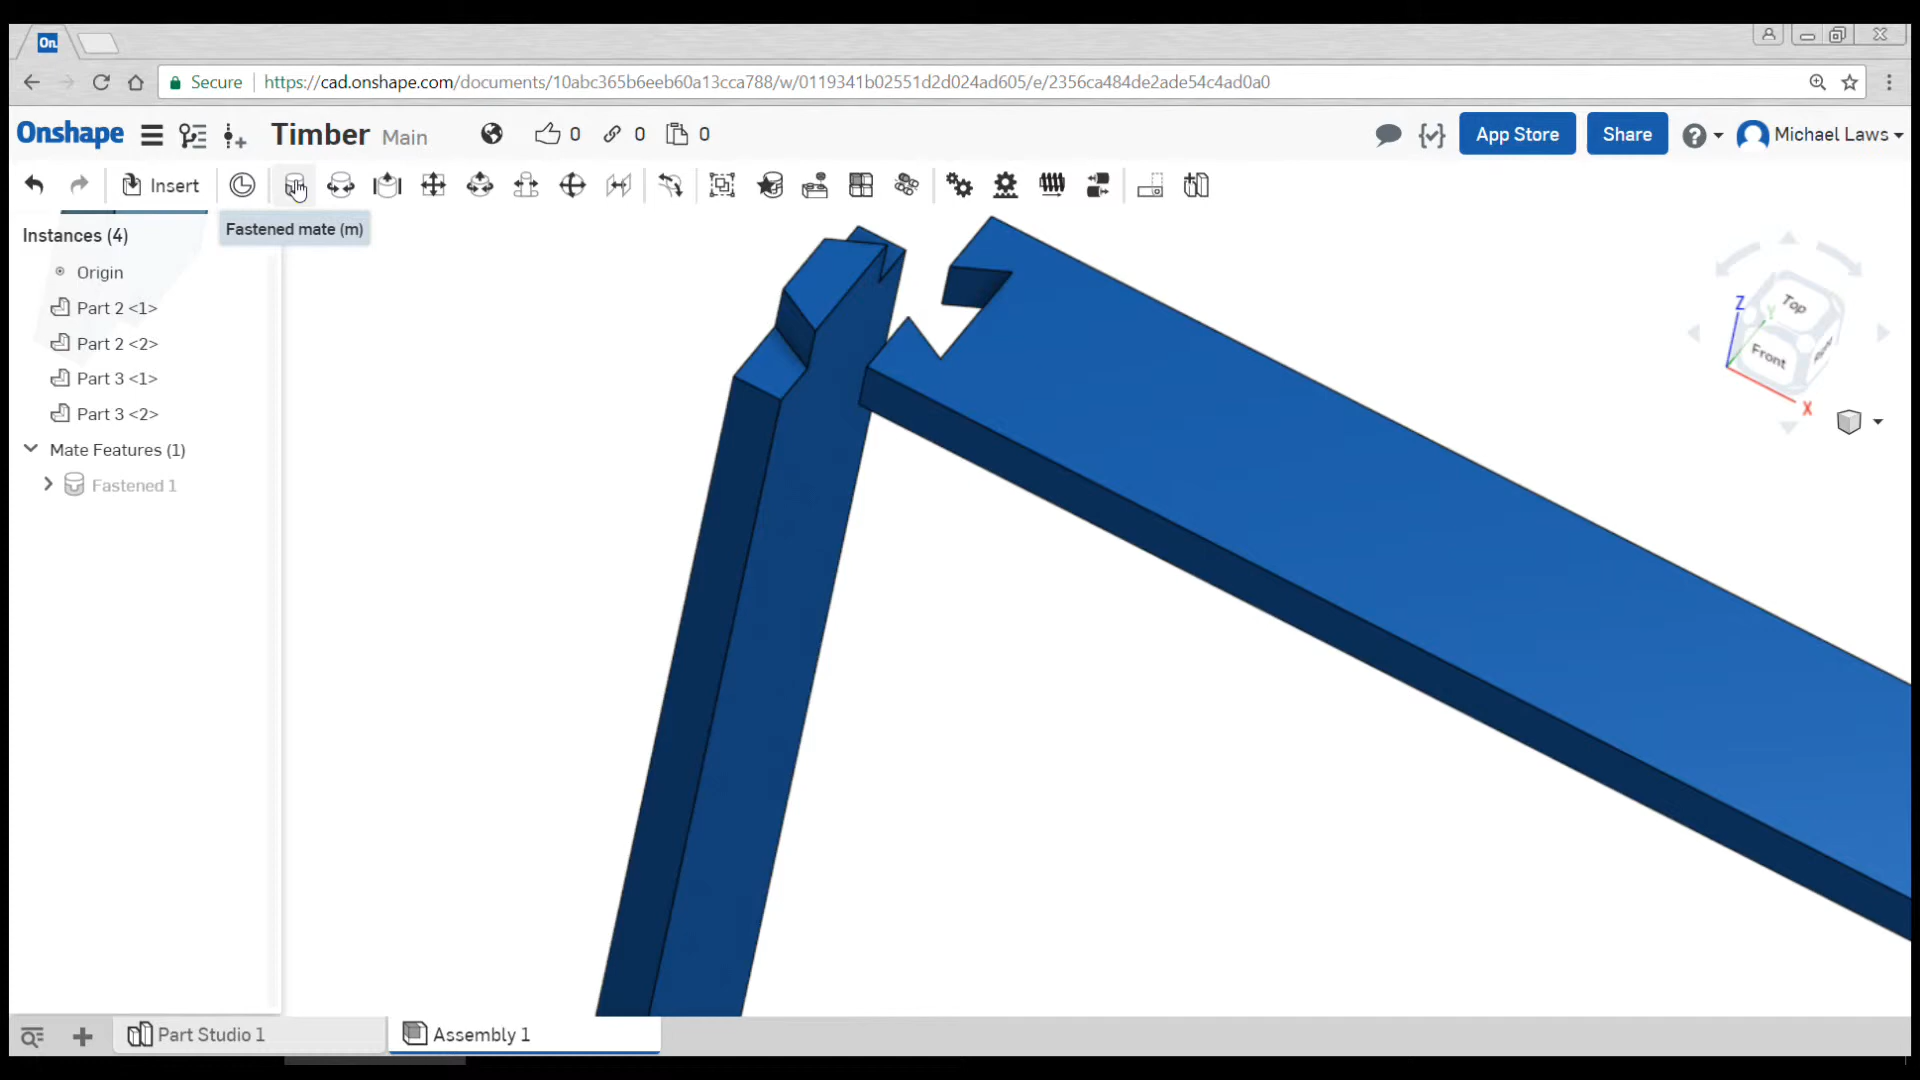 On
Secure
https://cad.onshape.com/documents/10abc365b6eeb60a13cca788/w/0119341b02551d2d024ad605/e/2356ca484de2ade54c4ad0a0
Onshape
Timber Main
0
0
0
App Store
Share
Michael Laws
Insert
Fastened mate (m)
Instances (4)
Origin
Part 2 <1>
Part 2 <2>
Part 3 <1>
Part 3 <2>
Mate Features (1)
Fastened 1
Top
Front
Z
Y
X
Part Studio 1
Assembly 1